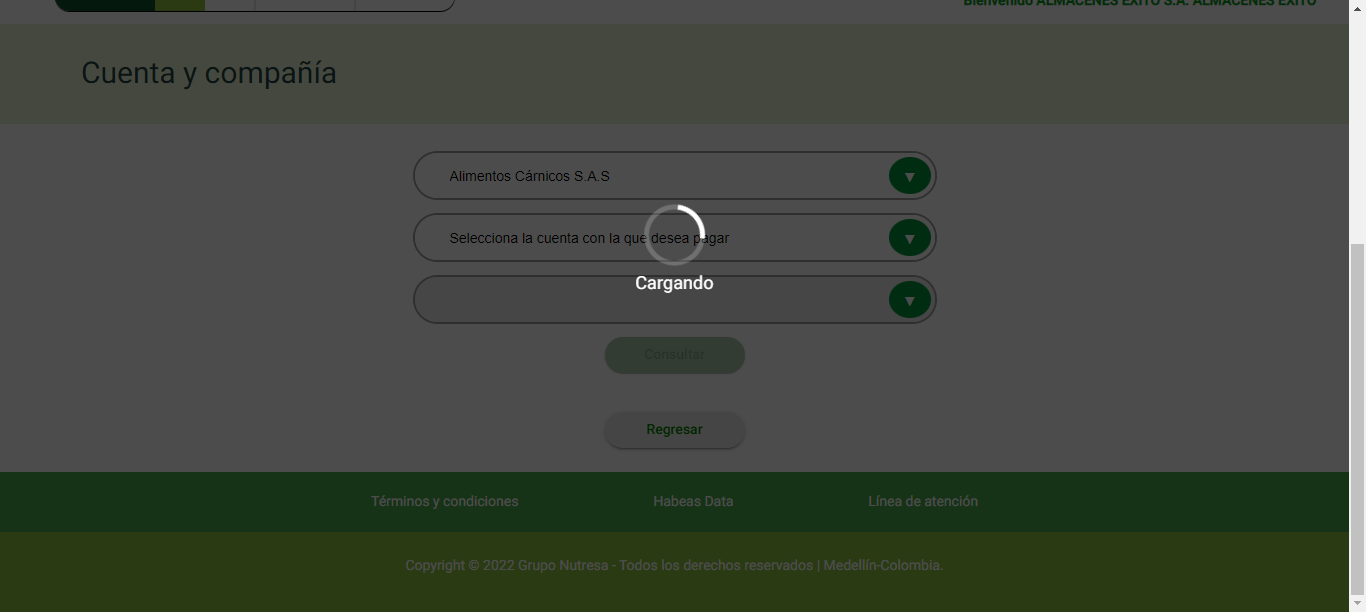 Bienvenido ALMACENES EXITO S.A. ALMACENES EXITO
Cuenta y compañía
Alimentos Cárnicos S.A.S
Selecciona la cuenta con la que desea pagar
Cargando
Consultar
Regresar
Términos y condiciones
Habeas Data
Línea de atención
Copyright © 2022 Grupo Nutresa - Todos los derechos reservados | Medellín-Colombia.